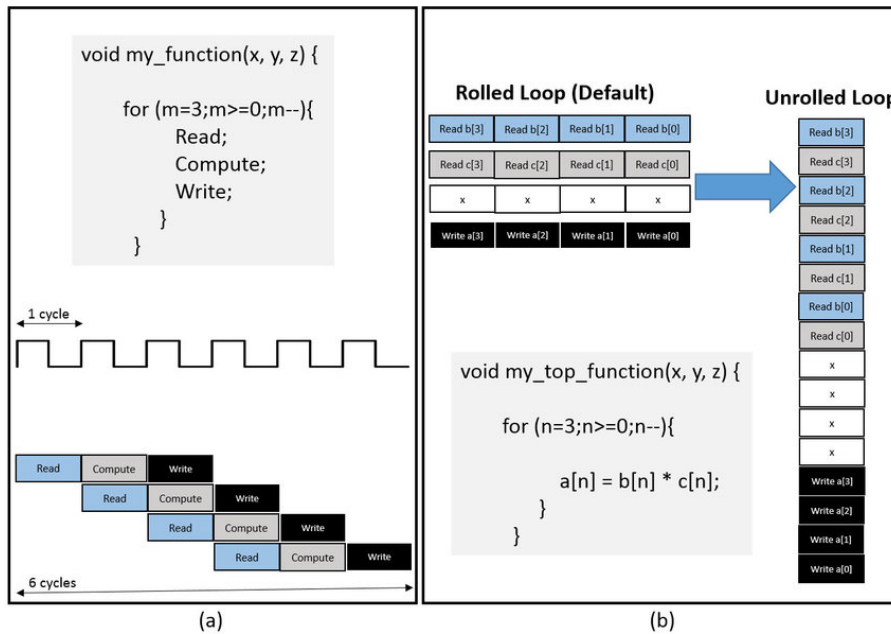 void my_function(x, y, z) {
for (m=3;m>=0;m--){
Read;
Compute;
Write;
}
}
1 cycle
Read Compute Write
Read Compute Write
Read Compute Write
Read Compute Write
6 cycles
(a)
Rolled Loop (Default)
Read b[3] Read b[2] Read b[1] Read b[0]
Read c[3] Read c[2] Read c[1] Read c[0]
x x x x
Write a[3] Write a[2] Write a[1] Write a[0]
void my_top_function(x, y, z) {
for (n=3;n>=0;n--){
a[n] = b[n] * c[n];
}
}
Unrolled Loop
Read b[3]
Read c[3]
Read b[2]
Read c[2]
Read b[1]
Read c[1]
Read b[0]
Read c[0]
x
x
x
x
Write a[3]
Write a[2]
Write a[1]
Write a[0]
(b)